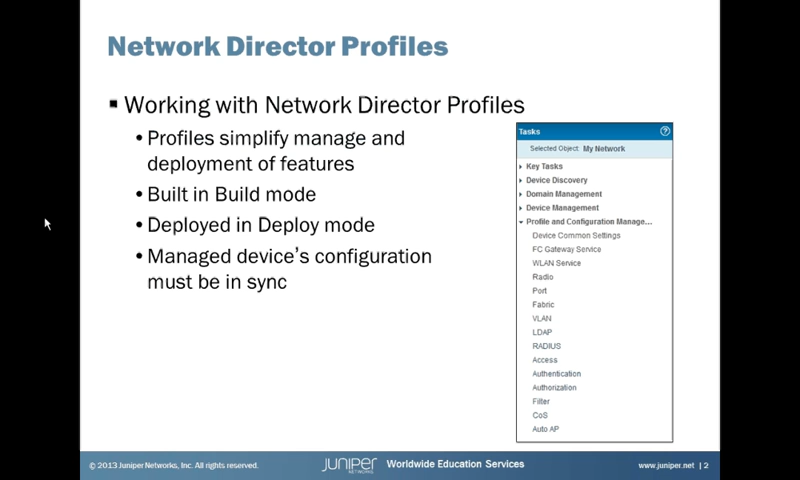 Network Director Profiles
▪ Working with Network Director Profiles
• Profiles simplify manage and
deployment of features
• Built in Build mode
• Deployed in Deploy mode
• Managed device's configuration
must be in sync
Tasks ?
Selected Object: My Network
Key Tasks
Device Discovery
Domain Management
Device Management
Profile and Configuration Manage...
Device Common Settings
FC Gateway Service
WLAN Service
Radio
Port
Fabric
VLAN
LDAP
RADIUS
Access
Authentication
Authorization
Filter
CoS
Auto AP
© 2013 Juniper Networks, Inc. All rights reserved.
JUNIPER
NETWORKS
Worldwide Education Services
www.juniper.net | 2